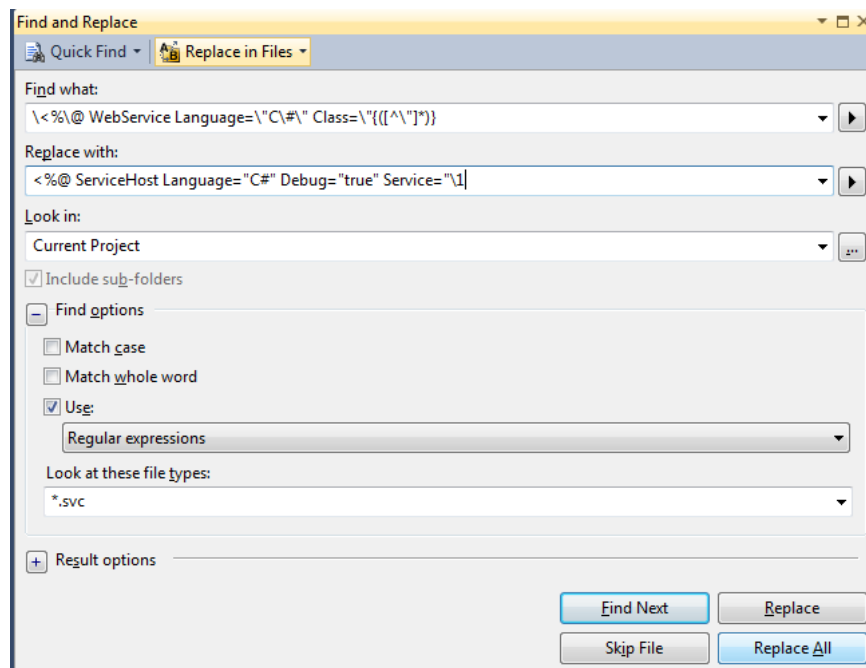 Find and Replace
Quick Find Replace in Files
Find what:
\<%\@ WebService Language=\"C\#\" Class=\"{([^\"]*)}
Replace with:
<%@ ServiceHost Language="C#" Debug="true" Service="\1
Look in:
Current Project
...
Include sub-folders
Find options
Match case
Match whole word
Use:
Regular expressions
Look at these file types:
*.svc
Result options
Find Next Replace
Skip File Replace All